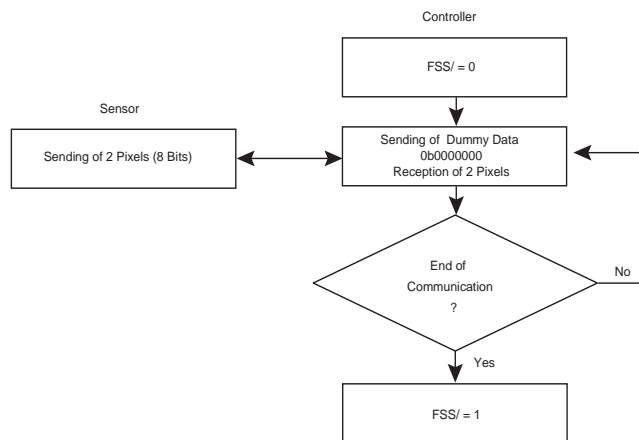 Controller
FSS/ = 0
Sensor
Sending of 2 Pixels (8 Bits)
Sending of Dummy Data
0b0000000
Reception of 2 Pixels
End of
Communication
?
No
Yes
FSS/ = 1